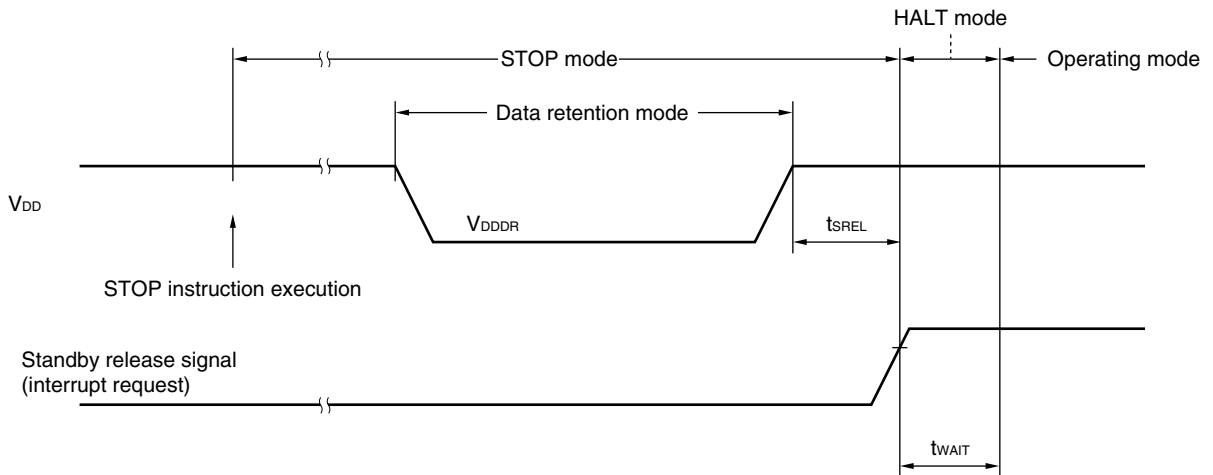 HALT mode
STOP mode
Operating mode
Data retention mode
VDD
VDDDR
tSREL
STOP instruction execution
Standby release signal
(interrupt request)
tWAIT